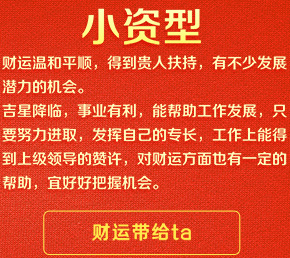 小资型
财运温和平顺，得到贵人扶持，有不少发展
潜力的机会。
吉星降临，事业有利，能帮助工作发展，只
要努力进取，发挥自己的专长，工作上能得
到上级领导的赞许，对财运方面也有一定的
帮助，宜好好把握机会。
财运带给ta